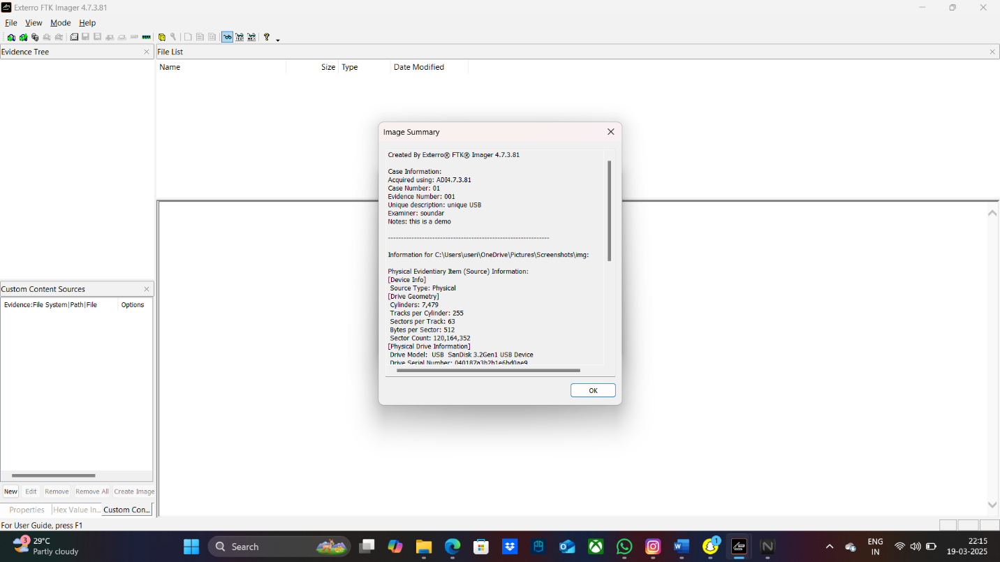 Exterro FTK Imager 4.7.3.81
File View Mode Help
Evidence Tree
File List
Name Size Type Date Modified
Image Summary
Created By Exterro® FTK® Imager 4.7.3.81
Case Information:
Acquired using: ADI4.7.3.81
Case Number: 01
Evidence Number: 001
Unique description: unique USB
Examiner: soundar
Notes: this is a demo
--------------------------------------------------------------
Information for C:\Users\useri\OneDrive\Pictures\Screenshots\img:
Physical Evidentiary Item (Source) Information:
[Device Info]
Source Type: Physical
[Drive Geometry]
Cylinders: 7,479
Tracks per Cylinder: 255
Sectors per Track: 63
Bytes per Sector: 512
Sector Count: 120,164,352
[Physical Drive Information]
Drive Model: USB SanDisk 3.2Gen1 USB Device
Drive Serial Number: 040187a3b2b1e6bd0ae9
OK
Custom Content Sources
Evidence:File System|Path|File Options
New Edit Remove Remove All Create Image
Properties Hex Value In... Custom Con...
For User Guide, press F1
3
29°C
Partly cloudy
Search
1
ENG
IN
22:15
19-03-2025